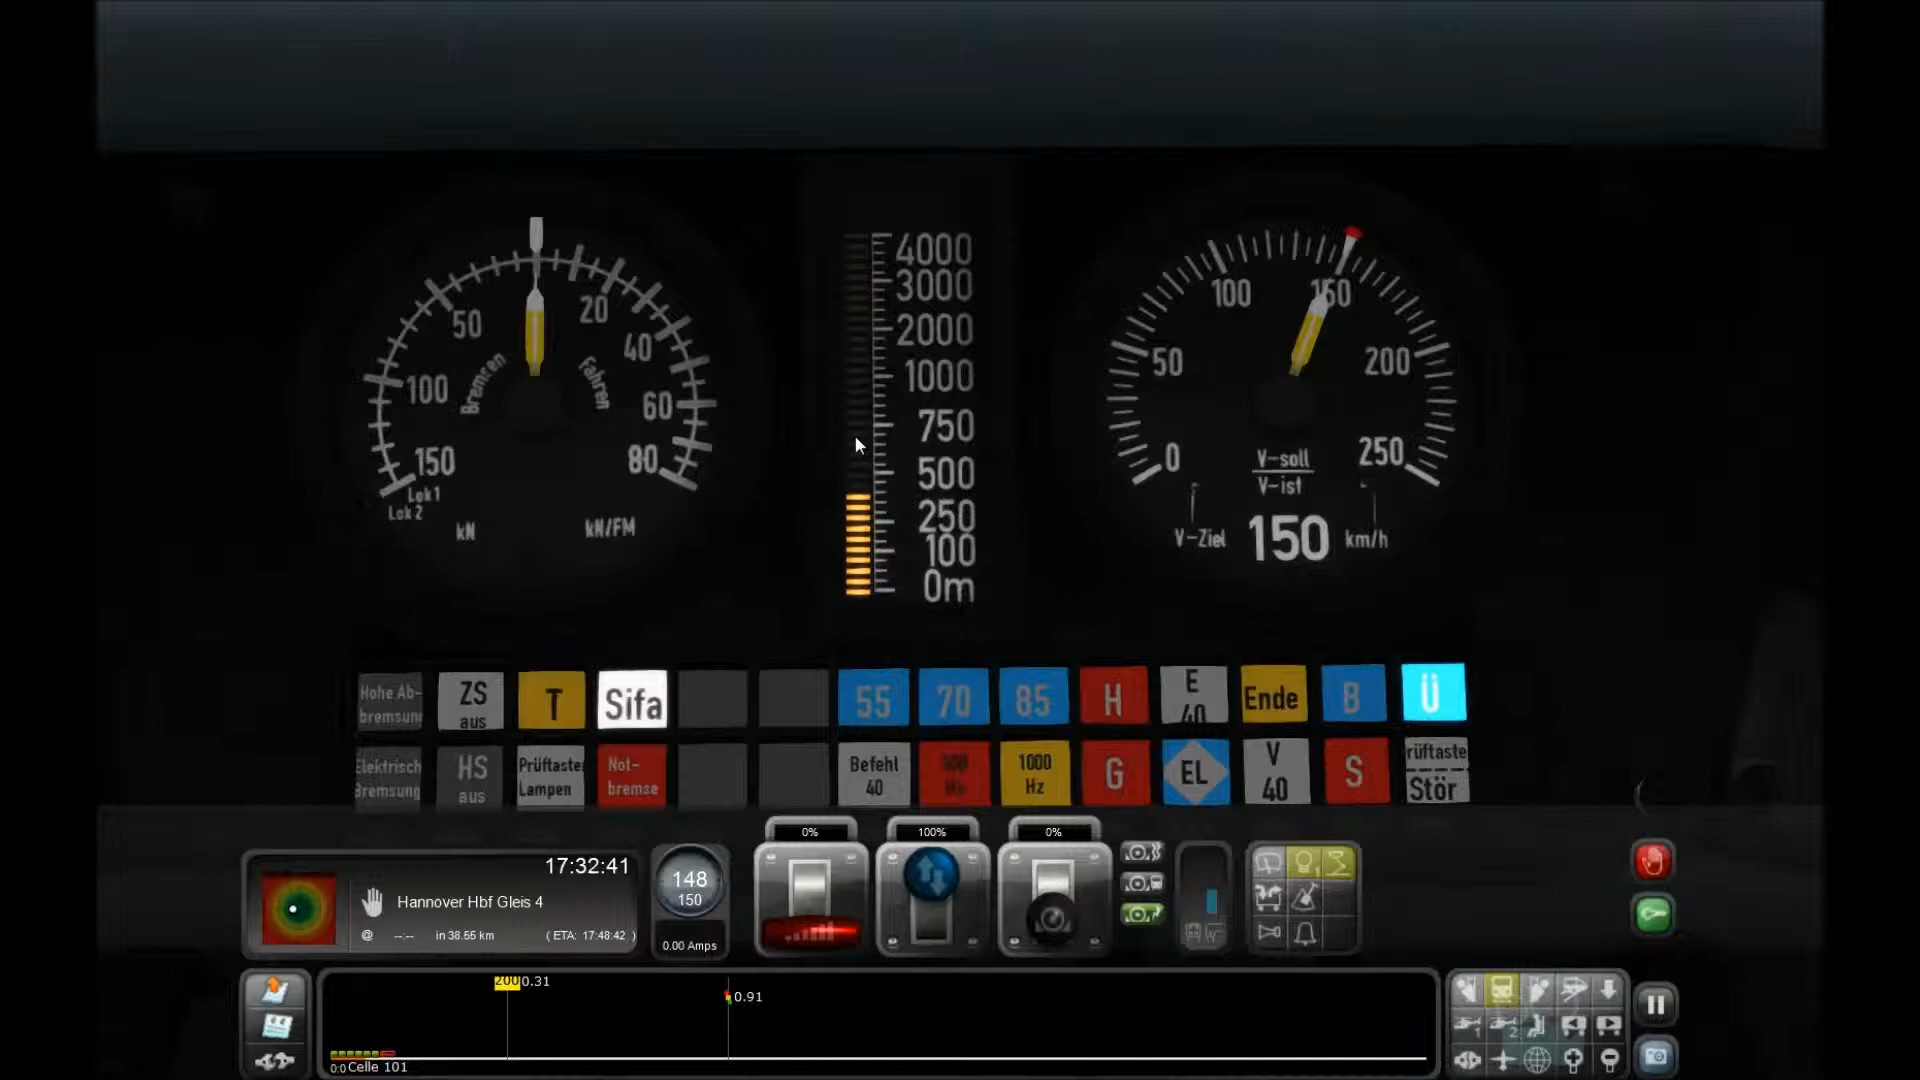 4000
3000
2000
1000
750
500
250
100
0m
50
100
150
Bremsen
Fahren
20
40
60
80
Lok 1
Lok 2
kN
kN/FM
0
50
100
150
200
250
V-soll
V-ist
V-Ziel 150 km/h
Hohe Ab-
bremsung
ZS
aus
T
Sifa
55
70
85
H
E
40
Ende
B
Ü
Elektrisch
Bremsung
HS
aus
Prüftaste
Lampen
Not-
bremse
Befehl
40
1000
Hz
G
EL
V
40
S
rüftaste
Stör
0%
100%
0%
17:32:41
Hannover Hbf Gleis 4
@ --:-- in 38.55 km ( ETA: 17:48:42 )
148
150
0.00 Amps
200 0.31
0.91
0:0 Celle 101
1
2